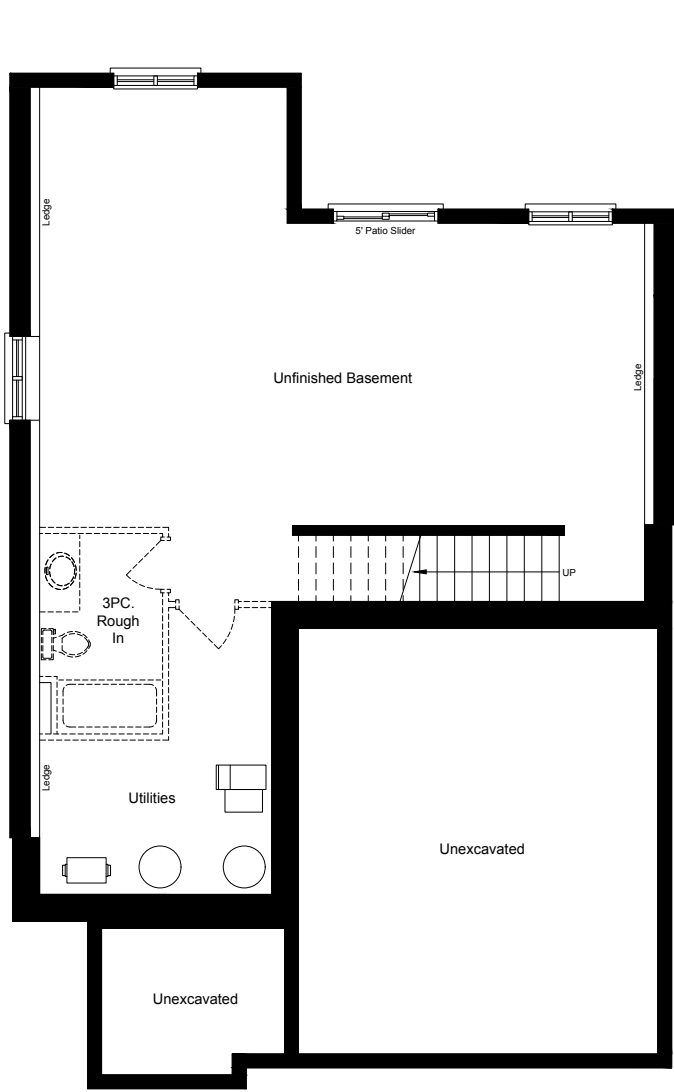 Ledge
5' Patio Slider
Unfinished Basement
Ledge
UP
3PC.
Rough
In
Ledge
Utilities
Unexcavated
Unexcavated